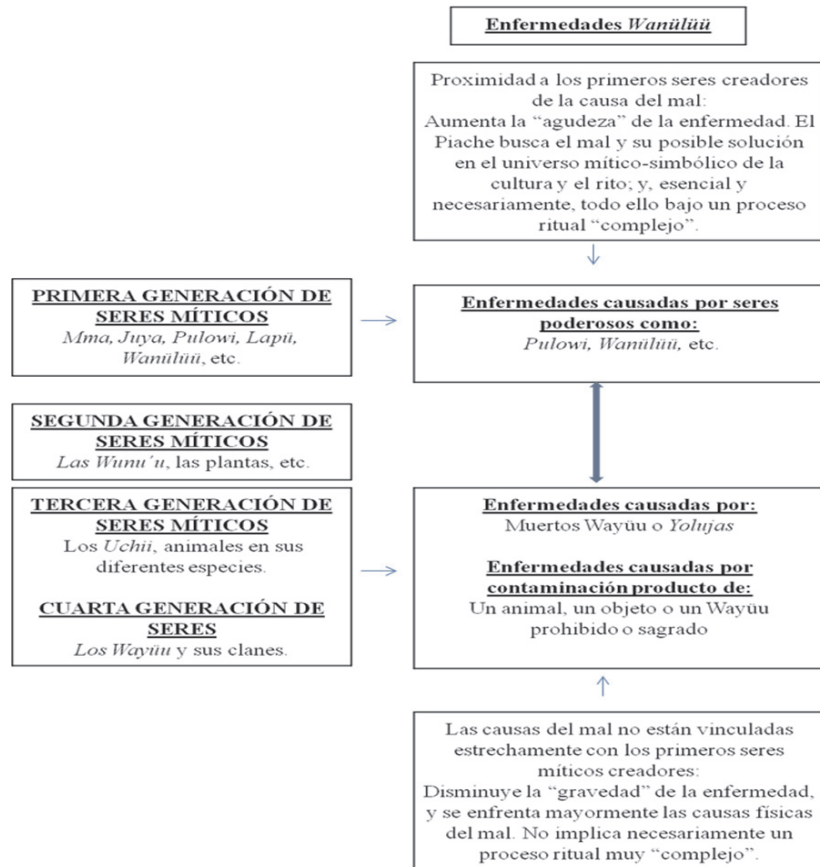 Enfermedades Wanülüü
Proximidad a los primeros seres creadores
de la causa del mal:
Aumenta la “agudeza” de la enfermedad. El
Piache busca el mal y su posible solución
en el universo mítico-simbólico de la
cultura y el rito; y, esencial y
necesariamente, todo ello bajo un proceso
ritual “complejo”.
PRIMERA GENERACIÓN DE
SERES MÍTICOS
Mma, Juya, Pulowi, Lapü,
Wanülüü, etc.
Enfermedades causadas por seres
poderosos como:
Pulowi, Wanülüü, etc.
SEGUNDA GENERACIÓN DE
SERES MÍTICOS
Las Wunu´u, las plantas, etc.
TERCERA GENERACIÓN DE
SERES MÍTICOS
Los Uchii, animales en sus
diferentes especies.
CUARTA GENERACIÓN DE
SERES
Los Wayüu y sus clanes.
Enfermedades causadas por:
Muertos Wayüu o Yolujas
Enfermedades causadas por
contaminación producto de:
Un animal, un objeto o un Wayüu
prohibido o sagrado
Las causas del mal no están vinculadas
estrechamente con los primeros seres
míticos creadores:
Disminuye la “gravedad” de la enfermedad,
y se enfrenta mayormente las causas físicas
del mal. No implica necesariamente un
proceso ritual muy “complejo”.